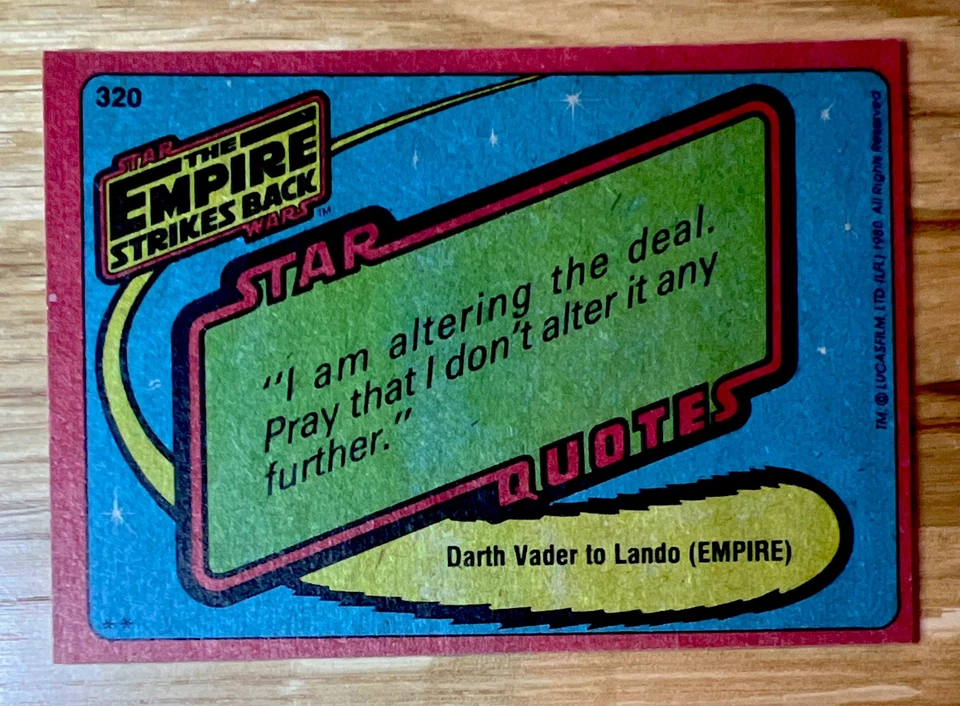 320
STAR
THE
EMPIRE
STRIKES BACK
WARS™
STAR
"I am altering the deal.
Pray that I don't alter it any
further."
QUOTES
Darth Vader to Lando (EMPIRE)
**
TM. © LUCASFILM, LTD. (LFL) 1980. All Rights Reserved